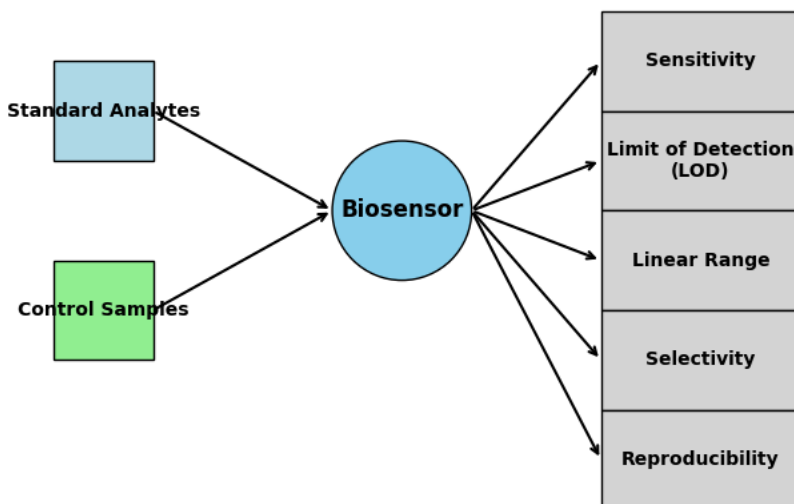 Standard Analytes
Control Samples
Biosensor
Sensitivity
Limit of Detection
(LOD)
Linear Range
Selectivity
Reproducibility